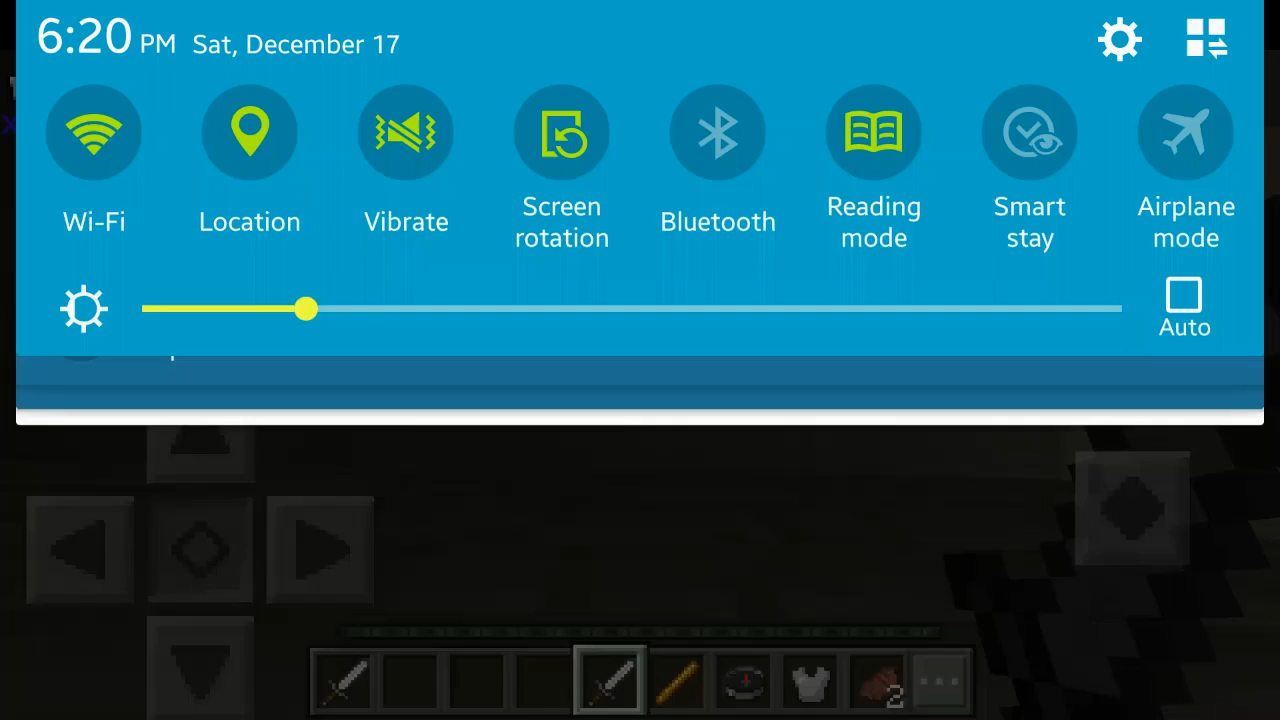 6:20 PM Sat, December 17
Wi-Fi
Location
Vibrate
Screen
rotation
Bluetooth
Reading
mode
Smart
stay
Airplane
mode
Auto
2